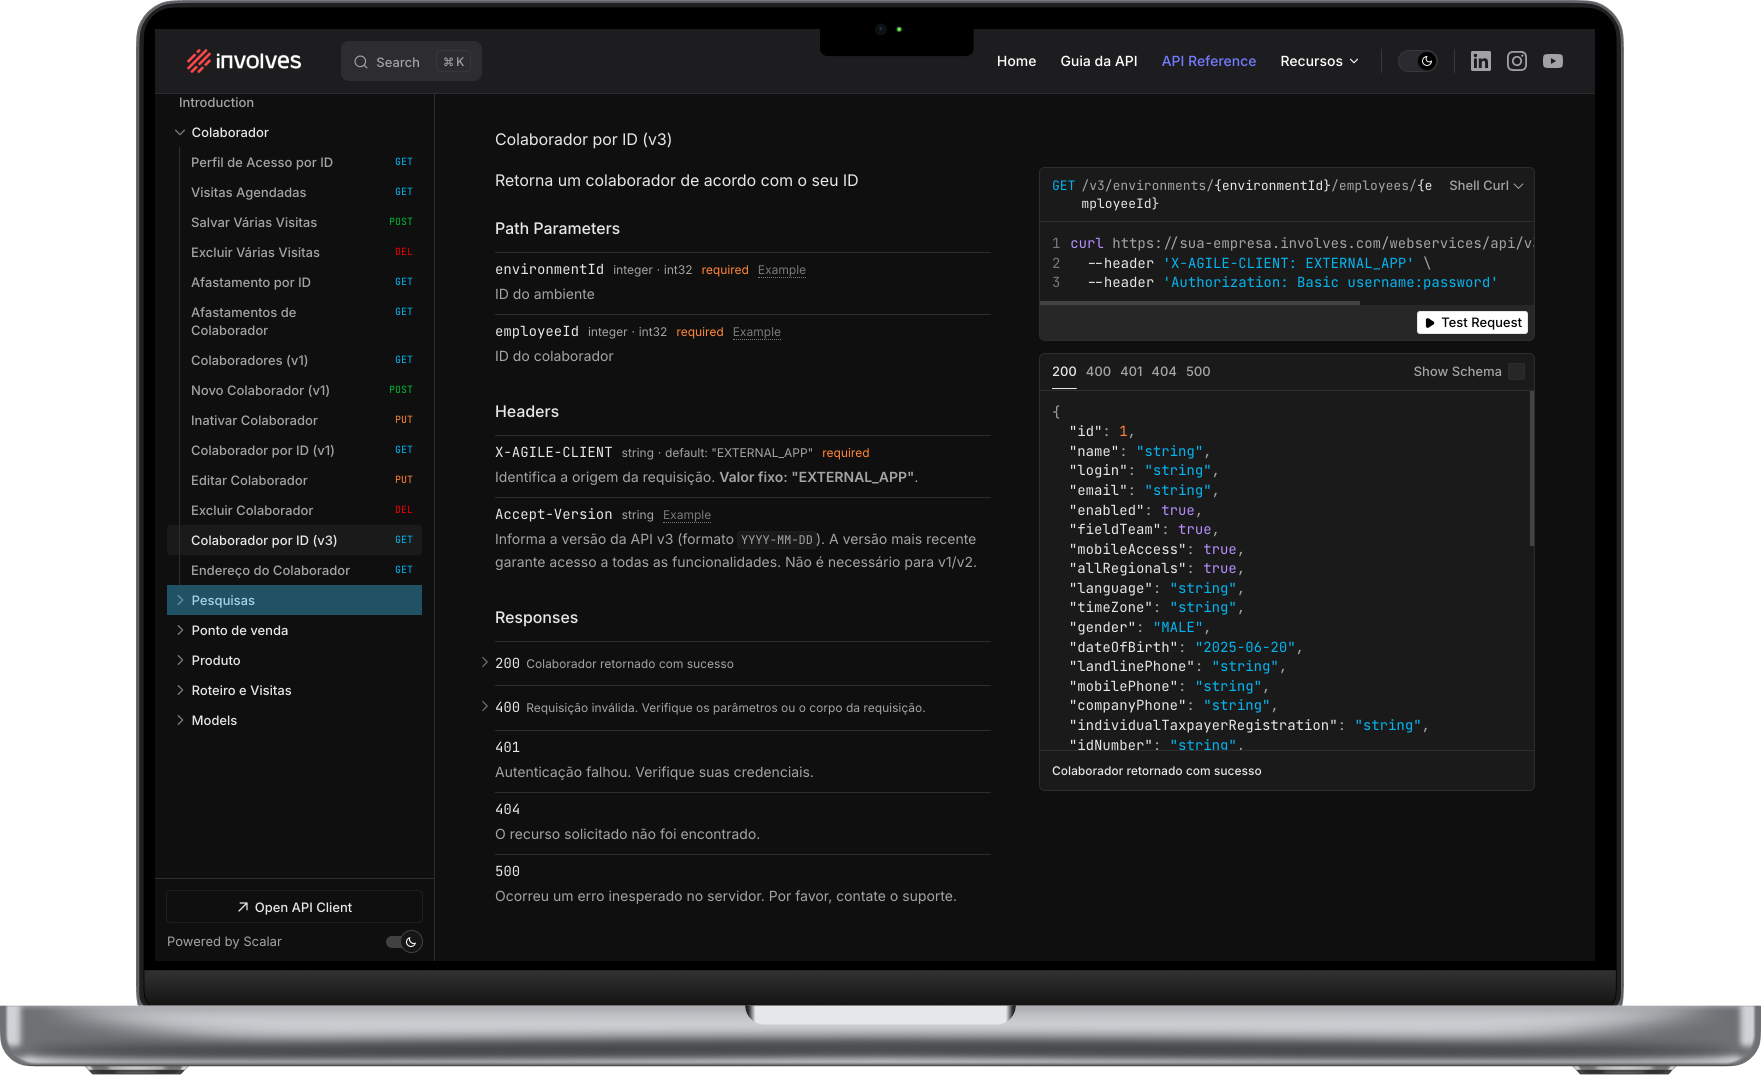 involves
Search ⌘ K
Home
Guia da API
API Reference
Recursos
Introduction
Colaborador
Perfil de Acesso por ID GET
Visitas Agendadas GET
Salvar Várias Visitas POST
Excluir Várias Visitas DEL
Afastamento por ID GET
Afastamentos de GET
Colaborador
Colaboradores (v1) GET
Novo Colaborador (v1) POST
Inativar Colaborador PUT
Colaborador por ID (v1) GET
Editar Colaborador PUT
Excluir Colaborador DEL
Colaborador por ID (v3) GET
Endereço do Colaborador GET
Pesquisas
Ponto de venda
Produto
Roteiro e Visitas
Models
Open API Client
Powered by Scalar
Colaborador por ID (v3)
Retorna um colaborador de acordo com o seu ID
Path Parameters
environmentId integer · int32 required Example
ID do ambiente
employeeId integer · int32 required Example
ID do colaborador
Headers
X-AGILE-CLIENT string · default: "EXTERNAL_APP" required
Identifica a origem da requisição. Valor fixo: "EXTERNAL_APP".
Accept-Version string Example
Informa a versão da API v3 (formato YYYY-MM-DD). A versão mais recente
garante acesso a todas as funcionalidades. Não é necessário para v1/v2.
Responses
200 Colaborador retornado com sucesso
400 Requisição inválida. Verifique os parâmetros ou o corpo da requisição.
401
Autenticação falhou. Verifique suas credenciais.
404
O recurso solicitado não foi encontrado.
500
Ocorreu um erro inesperado no servidor. Por favor, contate o suporte.
GET /v3/environments/{environmentId}/employees/{e Shell Curl
mployeeId}
1 curl https://sua-empresa.involves.com/webservices/api/v
2 --header 'X-AGILE-CLIENT: EXTERNAL_APP' \
3 --header 'Authorization: Basic username:password'
Test Request
200 400 401 404 500 Show Schema
{
"id": 1,
"name": "string",
"login": "string",
"email": "string",
"enabled": true,
"fieldTeam": true,
"mobileAccess": true,
"allRegionals": true,
"language": "string",
"timeZone": "string",
"gender": "MALE",
"dateOfBirth": "2025-06-20",
"landlinePhone": "string",
"mobilePhone": "string",
"companyPhone": "string",
"individualTaxpayerRegistration": "string",
"idNumber": "string",
Colaborador retornado com sucesso